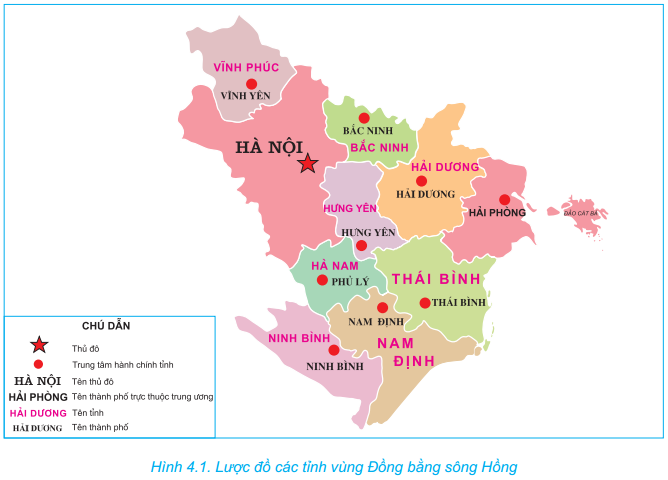 VĨNH PHÚC
VĨNH YÊN
BẮC NINH
BẮC NINH
HÀ NỘI
HẢI DƯƠNG
HẢI DƯƠNG
HƯNG YÊN
HƯNG YÊN
HẢI PHÒNG
ĐẢO CÁT BÀ
HÀ NAM
PHỦ LÝ
THÁI BÌNH
THÁI BÌNH
NAM ĐỊNH
NAM
ĐỊNH
NINH BÌNH
NINH BÌNH
CHÚ DẪN
Thủ đô
Trung tâm hành chính tỉnh
HÀ NỘI Tên thủ đô
HẢI PHÒNG Tên thành phố trực thuộc trung ương
HẢI DƯƠNG Tên tỉnh
HẢI DƯƠNG Tên thành phố
Hình 4.1. Lược đồ các tỉnh vùng Đồng bằng sông Hồng